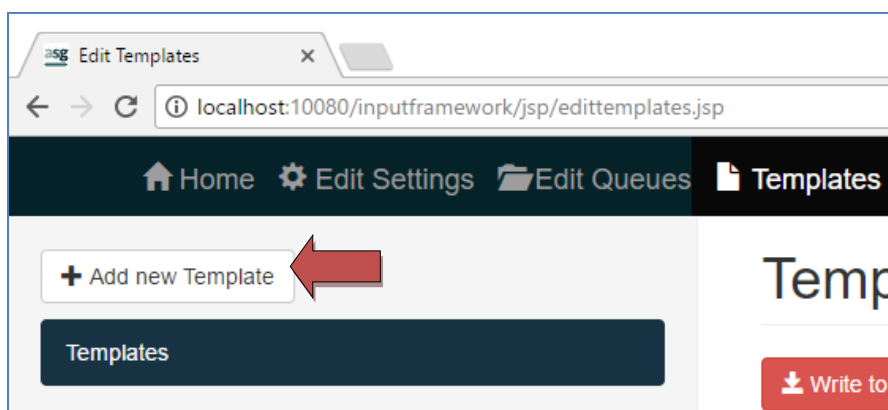 asg Edit Templates
localhost:10080/inputframework/jsp/edittemplates.jsp
Home Edit Settings Edit Queues Templates
Add new Template
Templates
Temp
Write to